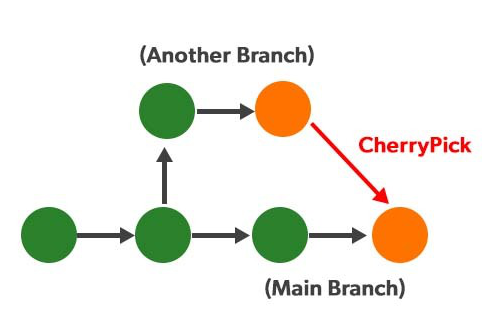 (Another Branch)
CherryPick
(Main Branch)